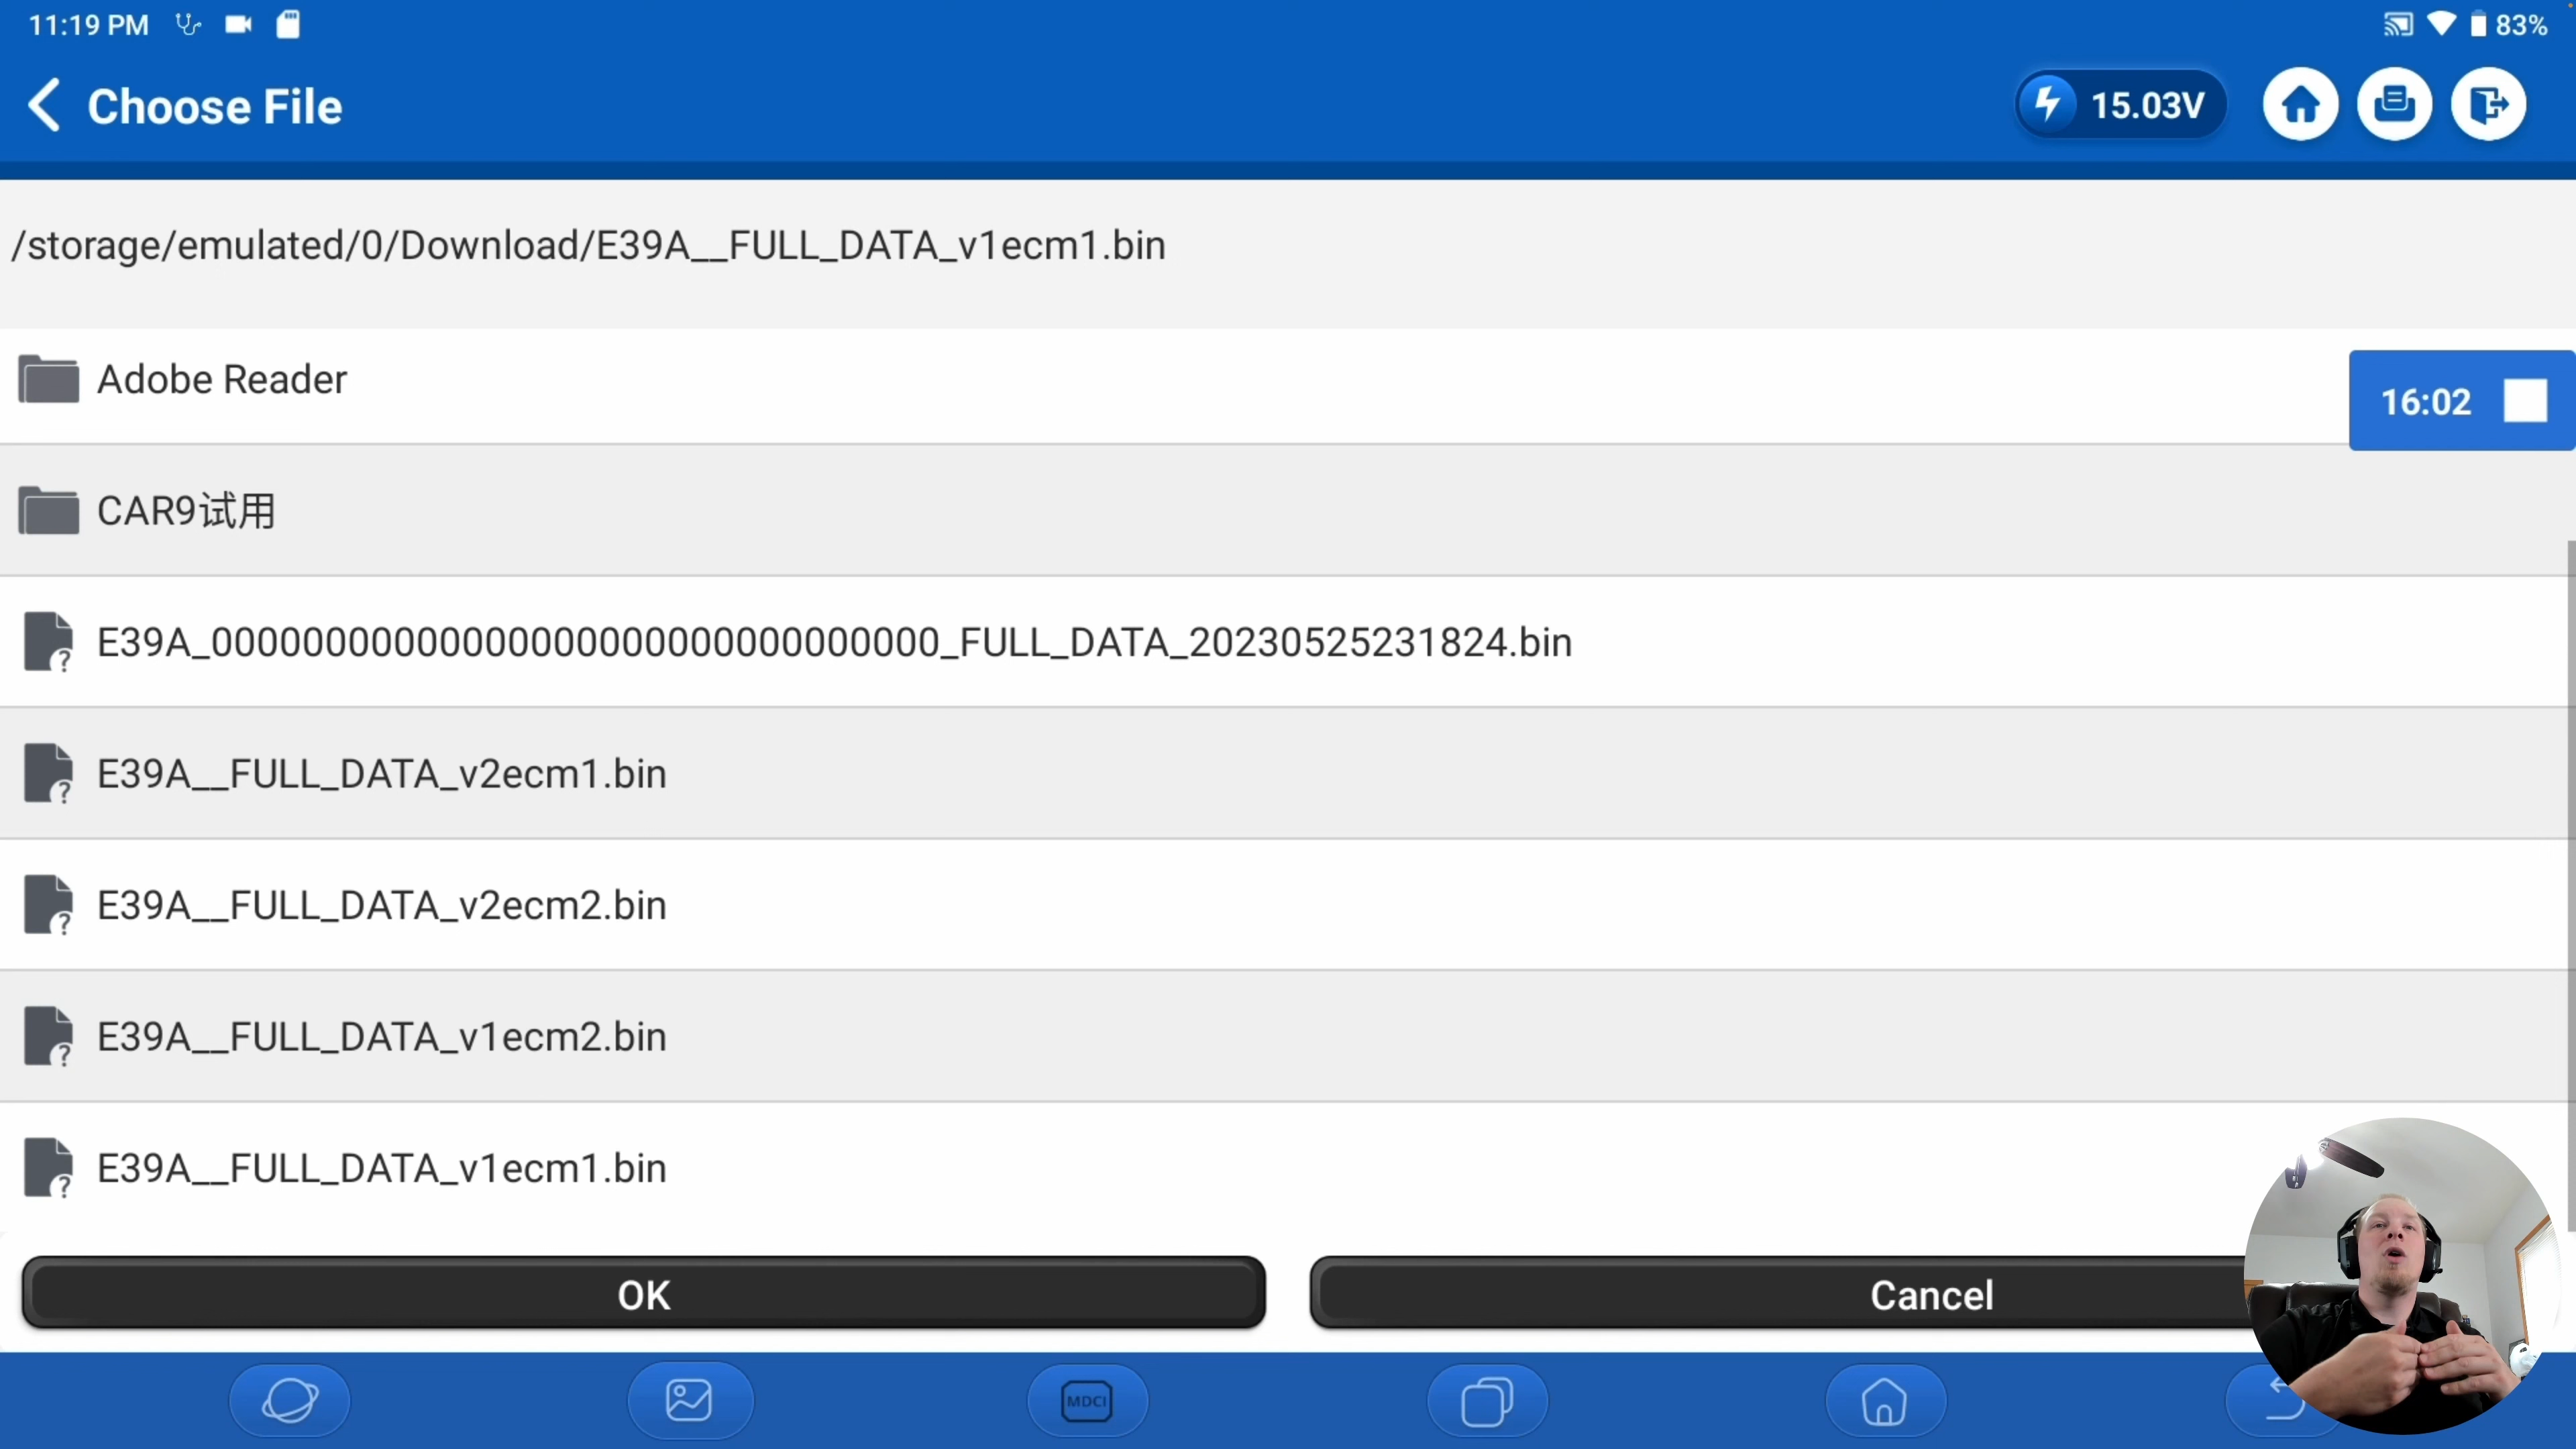 11:19 PM
83%
Choose File
15.03V
/storage/emulated/0/Download/E39A__FULL_DATA_v1ecm1.bin
Adobe Reader
16:02
CAR9试用
E39A_00000000000000000000000000000000_FULL_DATA_20230525231824.bin
E39A__FULL_DATA_v2ecm1.bin
E39A__FULL_DATA_v2ecm2.bin
E39A__FULL_DATA_v1ecm2.bin
E39A__FULL_DATA_v1ecm1.bin
OK
Cancel
MDCI